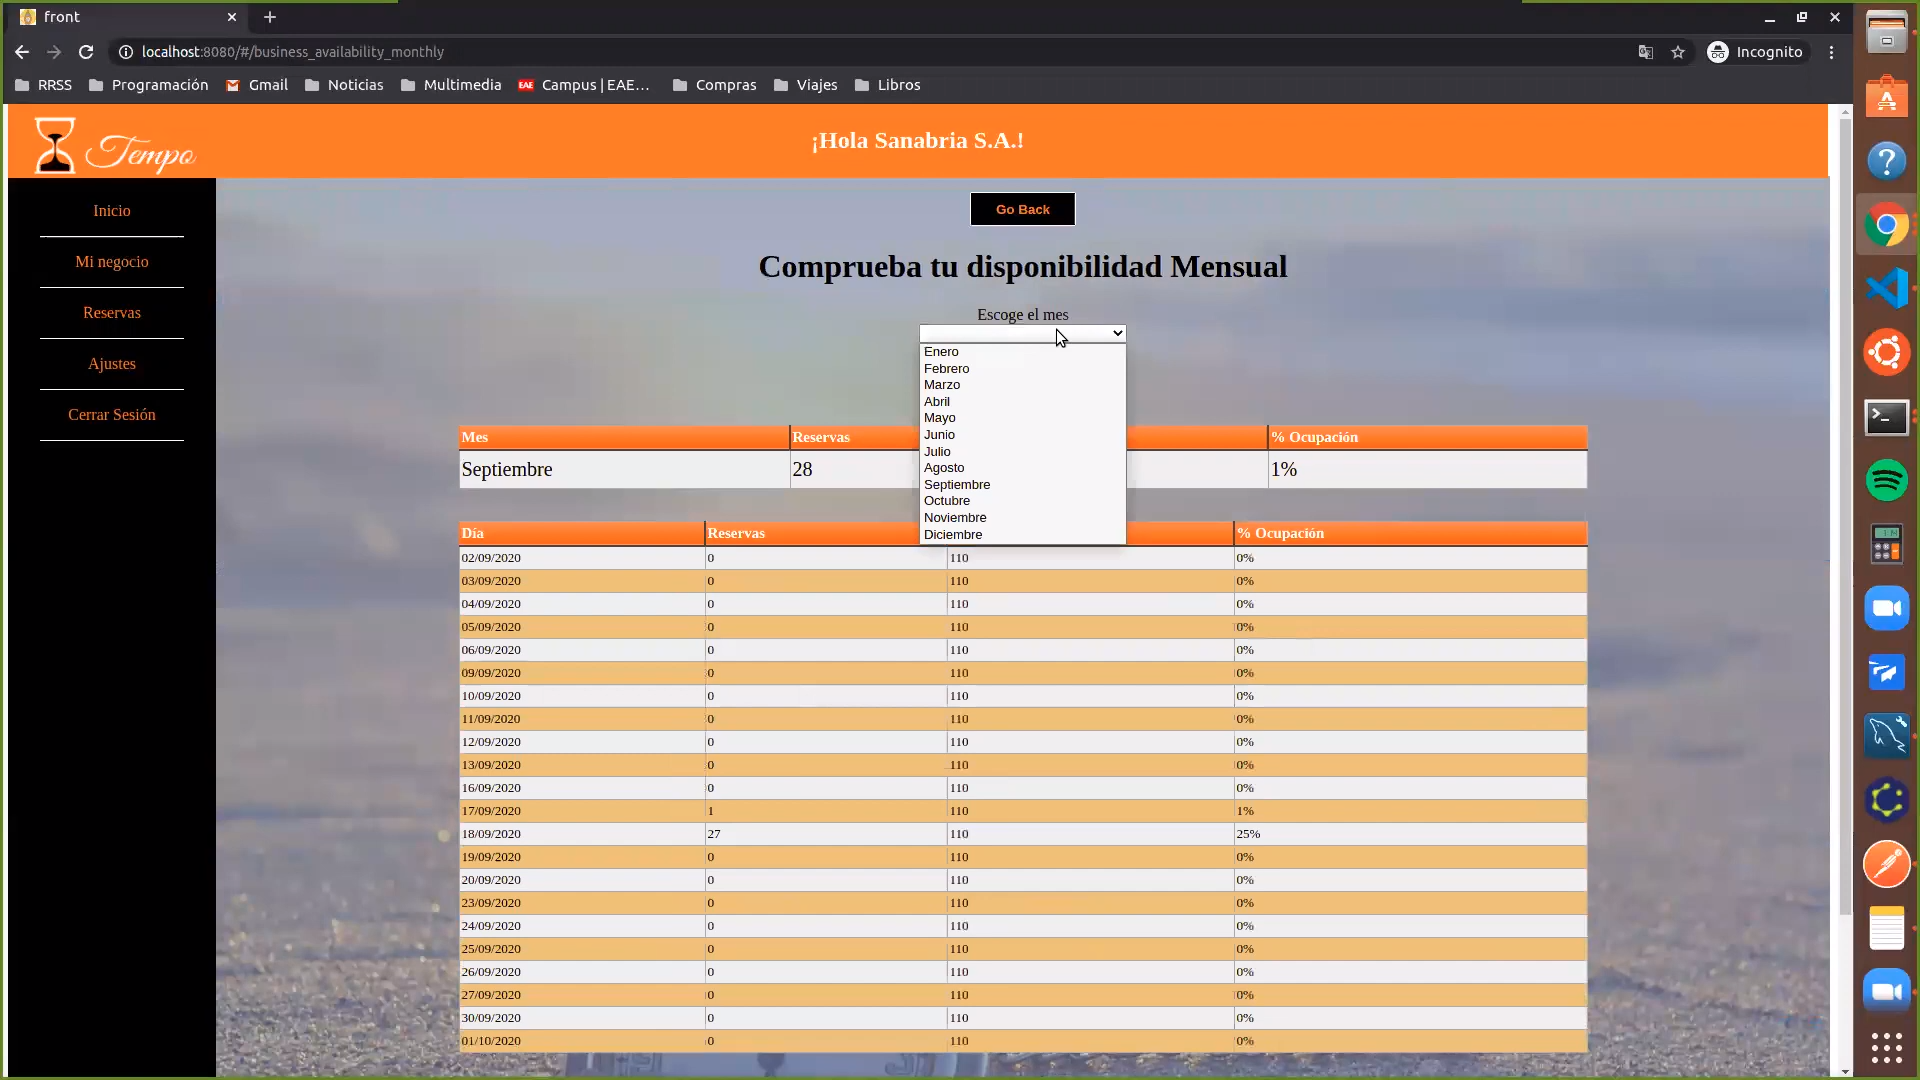 front
localhost:8080/#/business_availability_monthly
Incognito
RRSS Programación Gmail Noticias Multimedia EAE Campus | EAE... Compras Viajes Libros
Tempo
¡Hola Sanabria S.A.!
Inicio
Mi negocio
Reservas
Ajustes
Cerrar Sesión
Go Back
Comprueba tu disponibilidad Mensual
Escoge el mes
Enero
Febrero
Marzo
Abril
Mayo
Junio
Julio
Agosto
Septiembre
Octubre
Noviembre
Diciembre
Mes Reservas % Ocupación
Septiembre 28 1%
Día Reservas % Ocupación
02/09/2020 0 110 0%
03/09/2020 0 110 0%
04/09/2020 0 110 0%
05/09/2020 0 110 0%
06/09/2020 0 110 0%
09/09/2020 0 110 0%
10/09/2020 0 110 0%
11/09/2020 0 110 0%
12/09/2020 0 110 0%
13/09/2020 0 110 0%
16/09/2020 0 110 0%
17/09/2020 1 110 1%
18/09/2020 27 110 25%
19/09/2020 0 110 0%
20/09/2020 0 110 0%
23/09/2020 0 110 0%
24/09/2020 0 110 0%
25/09/2020 0 110 0%
26/09/2020 0 110 0%
27/09/2020 0 110 0%
30/09/2020 0 110 0%
01/10/2020 0 110 0%